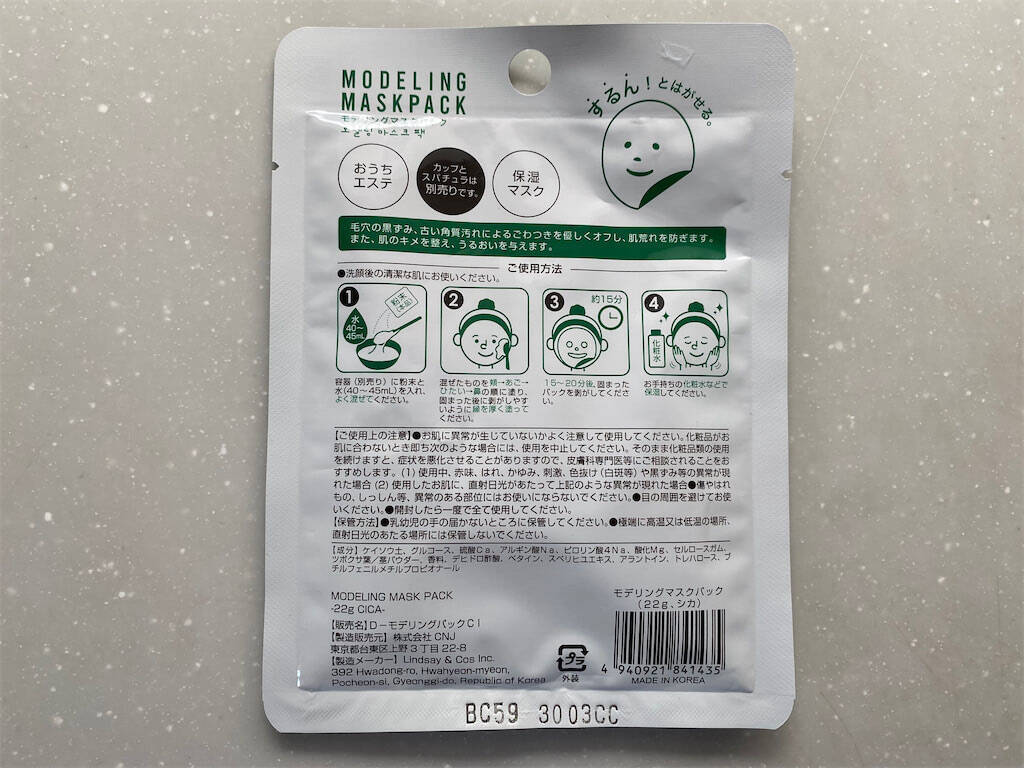 MODELING
MASKPACK
モデリングマスクパック
모델링 마스크 팩
するん！とはがせる。
おうち
エステ
カップと
スパチュラは
別売りです。
保湿
マスク
毛穴の黒ずみ、古い角質汚れによるごわつきを優しくオフし、肌荒れを防ぎます。
また、肌のキメを整え、うるおいを与えます。
ご使用方法
●洗顔後の清潔な肌にお使いください。
1
粉末
(本品)
水
40〜
45mL
容器（別売り）に粉末と
水(40〜45mL)を入れ、
よく混ぜてください。
2
混ぜたものを頬→あご→
ひたい→鼻の順に塗り、
固まった後に剥がしやす
いように縁を厚く塗って
ください。
3
約15分
15〜20分後、固まった
パックを剥がしてくださ
い。
4
化粧水
お手持ちの化粧水などで
保湿してください。
【ご使用上の注意】●お肌に異常が生じていないかよく注意して使用してください。化粧品がお
肌に合わないとき即ち次のような場合には、使用を中止してください。そのまま化粧品類の使用
を続けますと、症状を悪化させることがありますので、皮膚科専門医等にご相談されることをお
すすめします。(1)使用中、赤味、はれ、かゆみ、刺激、色抜け（白斑等）や黒ずみ等の異常が現
れた場合(2)使用したお肌に、直射日光があたって上記のような異常が現れた場合●傷やはれ
もの、しっしん等、異常のある部位にはお使いにならないでください。●目の周囲を避けてお使
いください。●開封したら一度で全て使用してください。
【保管方法】●乳幼児の手の届かないところに保管してください。●極端に高温又は低温の場所、
直射日光のあたる場所には保管しないでください。
【成分】ケイソウ土、グルコース、硫酸Ca、アルギン酸Na、ピロリン酸4Na、酸化Mg、セルロースガム、
ツボクサ葉／茎パウダー、香料、デヒドロ酢酸、ベタイン、スベリヒユエキス、アラントイン、トレハロース、ブ
チルフェニルメチルプロピオナール
MODELING MASK PACK
-22g CICA-
【販売名】D−モデリングパックCI
【製造販売元】株式会社CNJ
東京都台東区上野3丁目22-8
【製造メーカー】Lindsay & Cos Inc.
392 Hwadong-ro, Hwahyeon-myeon,
Pocheon-si, Gyeonggi-do, Republic of Korea
プラ
外装
モデリングマスクパック
（22g、シカ）
4 940921 841435
MADE IN KOREA
BC59 3003CC